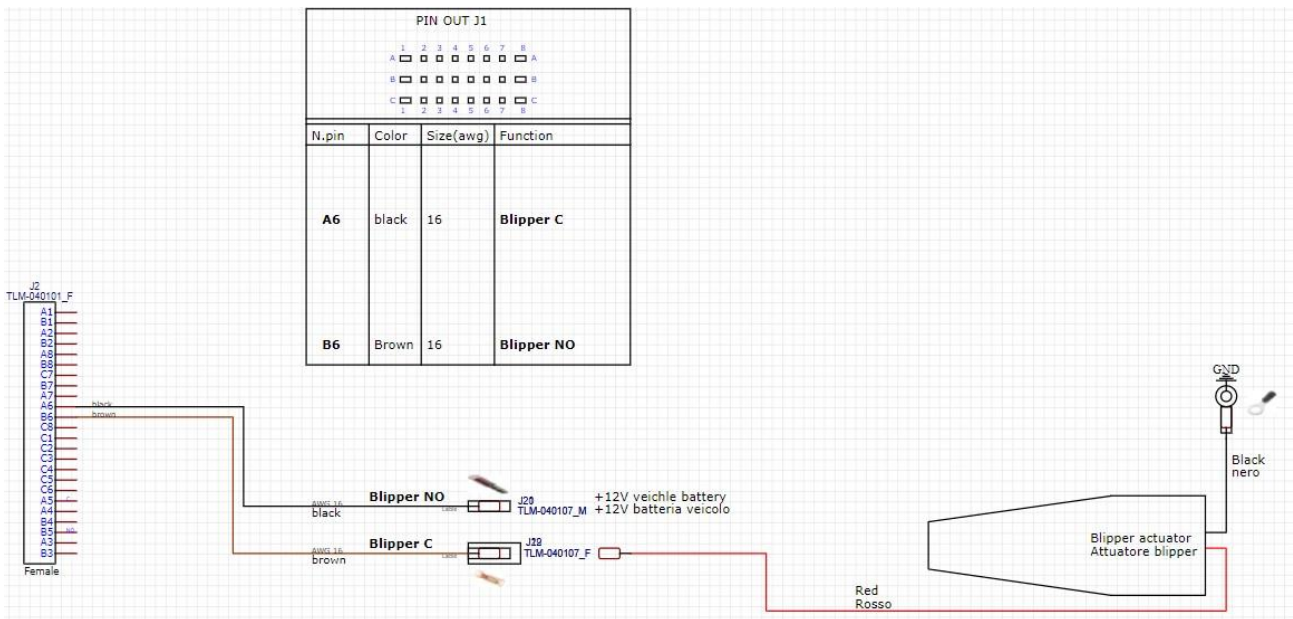 PIN OUT J1
1 2 3 4 5 6 7 8
A A
B B
C C
1 2 3 4 5 6 7 8
N.pin Color Size(awg) Function
A6 black 16 Blipper C
B6 Brown 16 Blipper NO
J2
TLM-040101_F
A1
B1
A2
B2
A8
B8
C7
B7
A7
A6 black
B6 brown
C8
C1
C2
C3
C4
C5
C6
A5 C
A4
B4
B5 NO
A3
B3
Female
Blipper NO
AWG 16
black
Cable
TLM-040107_M
+12V veichle battery
+12V batteria veicolo
Blipper C
AWG 16
brown
Cable
TLM-040107_F
Red
Rosso
Blipper actuator
Attuatore blipper
GND
Black
nero